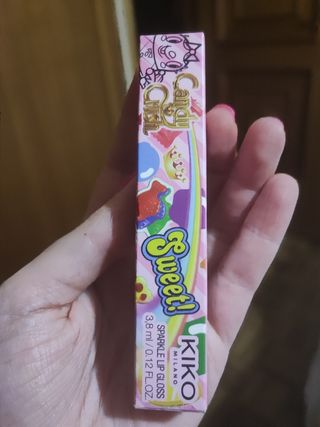 Candy
Crush
Sweet!
KIKO
MILANO
SPARKLE LIP GLOSS
3,8 ml / 0.12 FL.OZ.